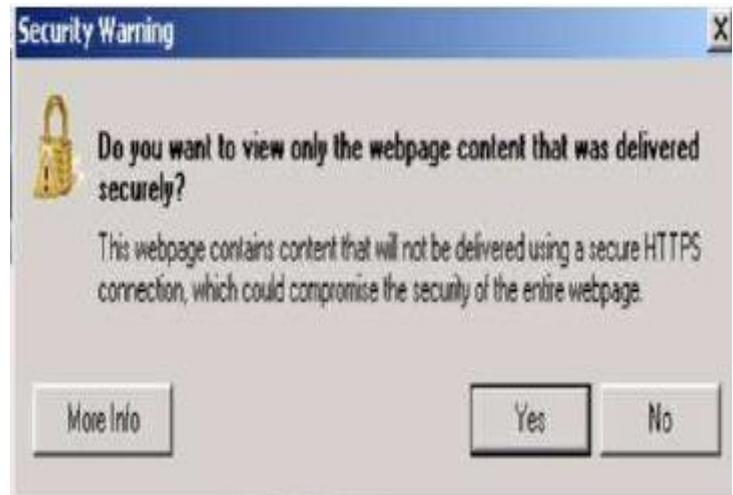 Security Warning
X
Do you want to view only the webpage content that was delivered
securely?
This webpage contains content that will not be delivered using a secure HTTPS
connection, which could compromise the security of the entire webpage.
More Info
Yes
No